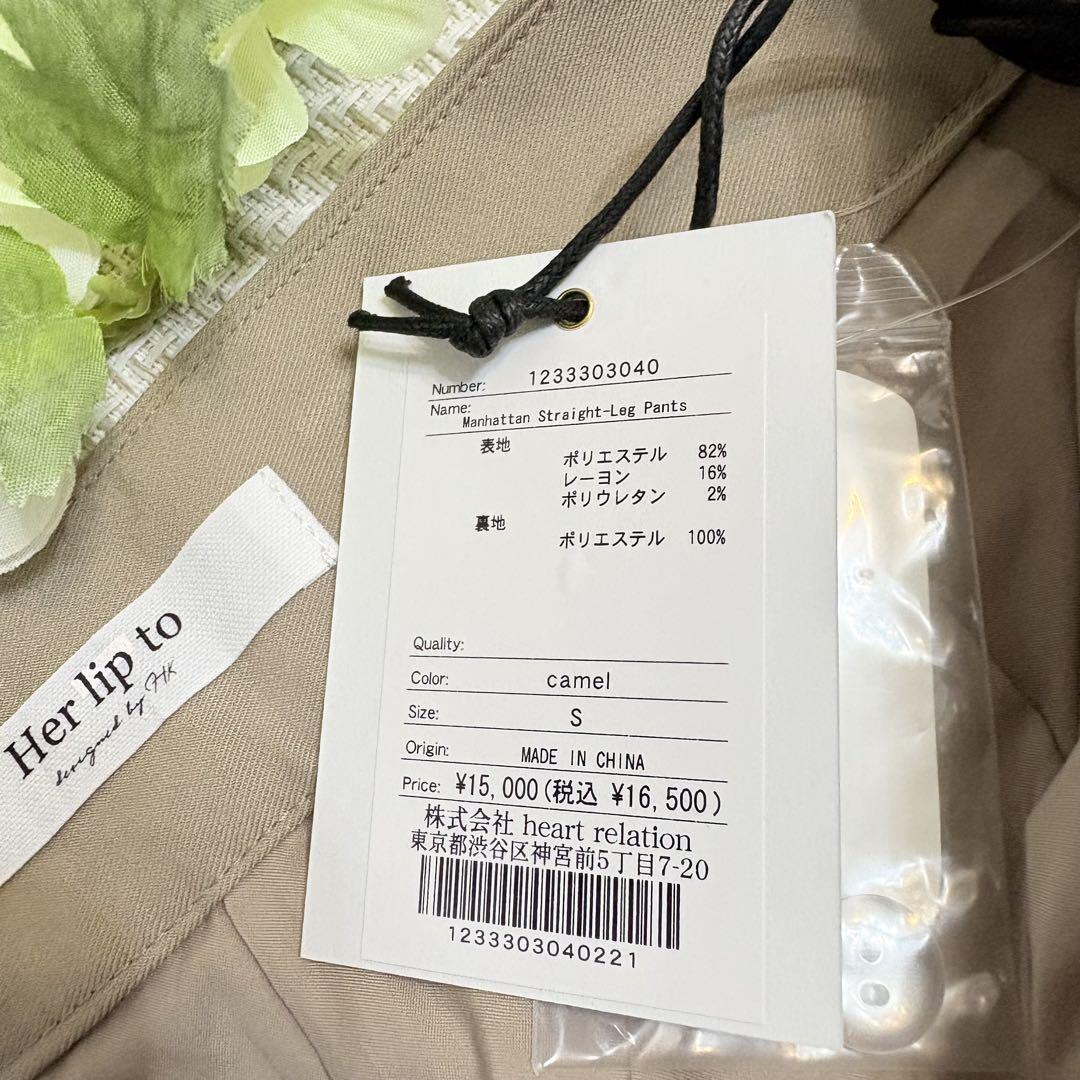 Number: 1233303040
Name: Manhattan Straight-Leg Pants
表地 ポリエステル 82%
レーヨン 16%
ポリウレタン 2%
裏地 ポリエステル 100%
Quality:
Color: camel
Size: S
Origin: MADE IN CHINA
Price: ¥15,000(税込 ¥16,500)
株式会社 heart relation
東京都渋谷区神宮前5丁目7-20
1233303040221
Her lip to
designed by HK